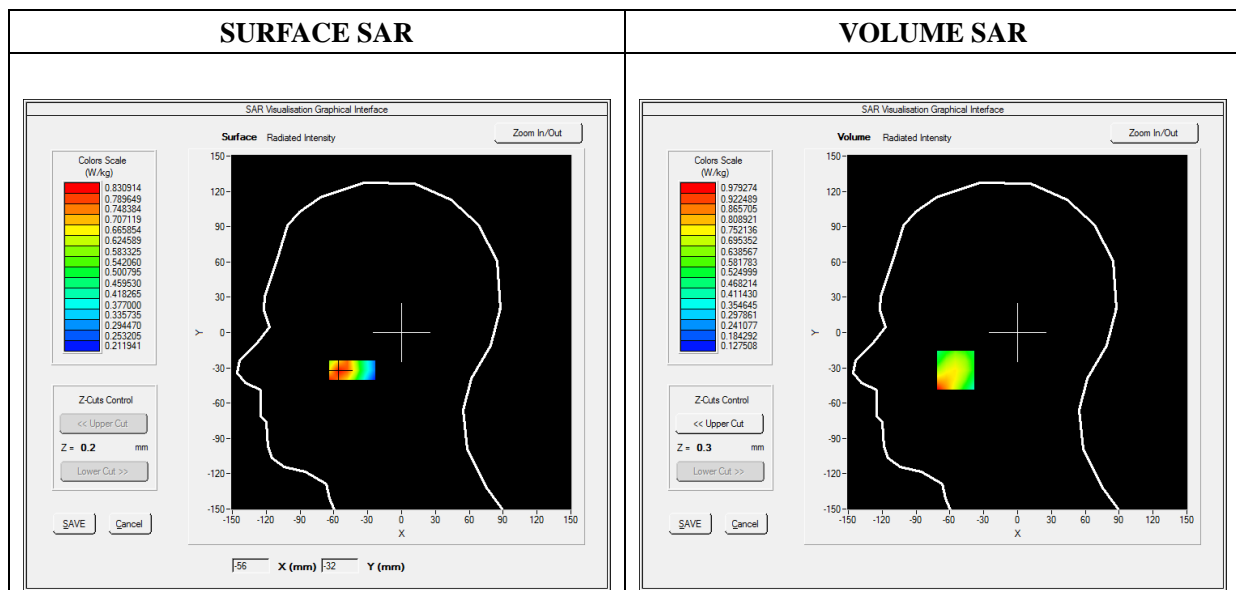 SURFACE SAR
VOLUME SAR
SAR Visualisation Graphical Interface
Surface Radiated Intensity
Zoom In/Out
Colors Scale
(W/kg)
0.830914
0.789649
0.748384
0.707119
0.665854
0.624589
0.583325
0.542060
0.500795
0.459530
0.418265
0.377000
0.335735
0.294470
0.253205
0.211941
Z-Cuts Control
<< Upper Cut
Z = 0.2 mm
Lower Cut >>
SAVE Cancel
150
120
90
60
30
Y 0
-30
-60
-90
-120
-150
-150 -120 -90 -60 -30 0 30 60 90 120 150
X
-56 X (mm) -32 Y (mm)
SAR Visualisation Graphical Interface
Volume Radiated Intensity
Zoom In/Out
Colors Scale
(W/kg)
0.979274
0.922489
0.865705
0.808921
0.752136
0.695352
0.638567
0.581783
0.524999
0.468214
0.411430
0.354645
0.297861
0.241077
0.184292
0.127508
Z-Cuts Control
<< Upper Cut
Z = 0.3 mm
Lower Cut >>
SAVE Cancel
150
120
90
60
30
Y 0
-30
-60
-90
-120
-150
-150 -120 -90 -60 -30 0 30 60 90 120 150
X